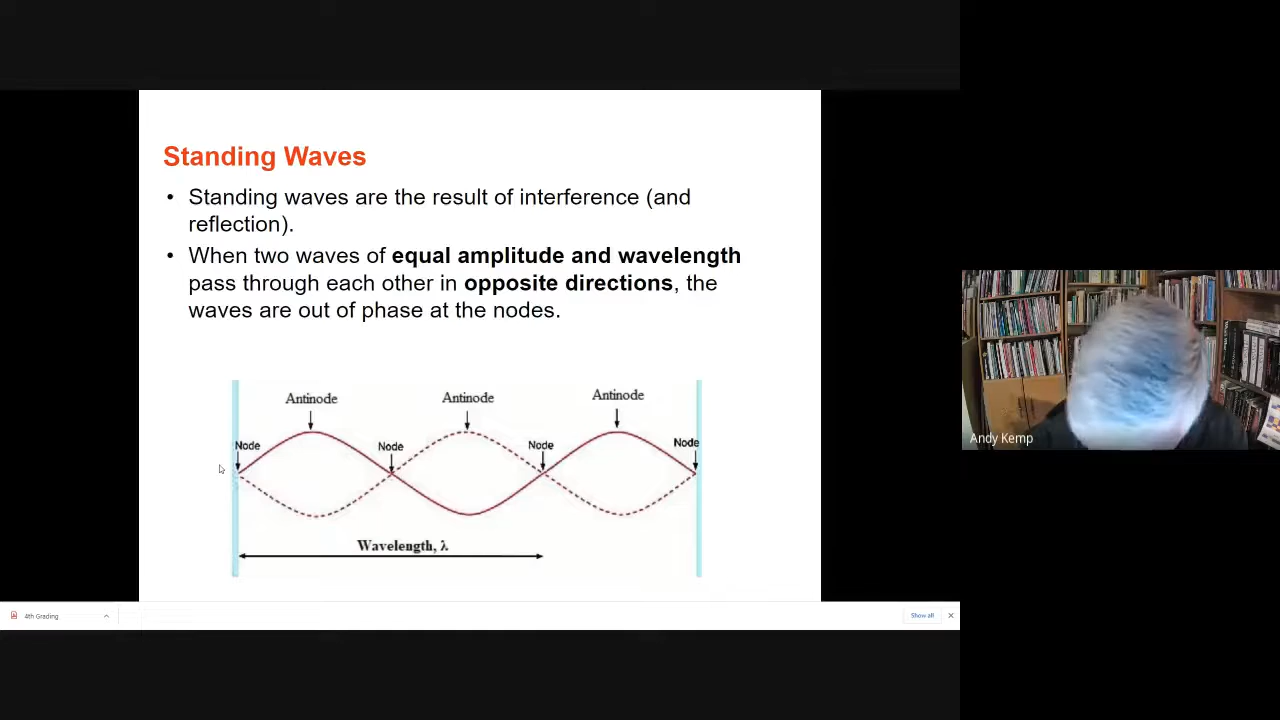 Standing Waves
• Standing waves are the result of interference (and
reflection).
• When two waves of equal amplitude and wavelength
pass through each other in opposite directions, the
waves are out of phase at the nodes.
Antinode
Antinode
Antinode
Node
Node
Node
Node
Wavelength, λ
Andy Kemp
4th Grading
Show all